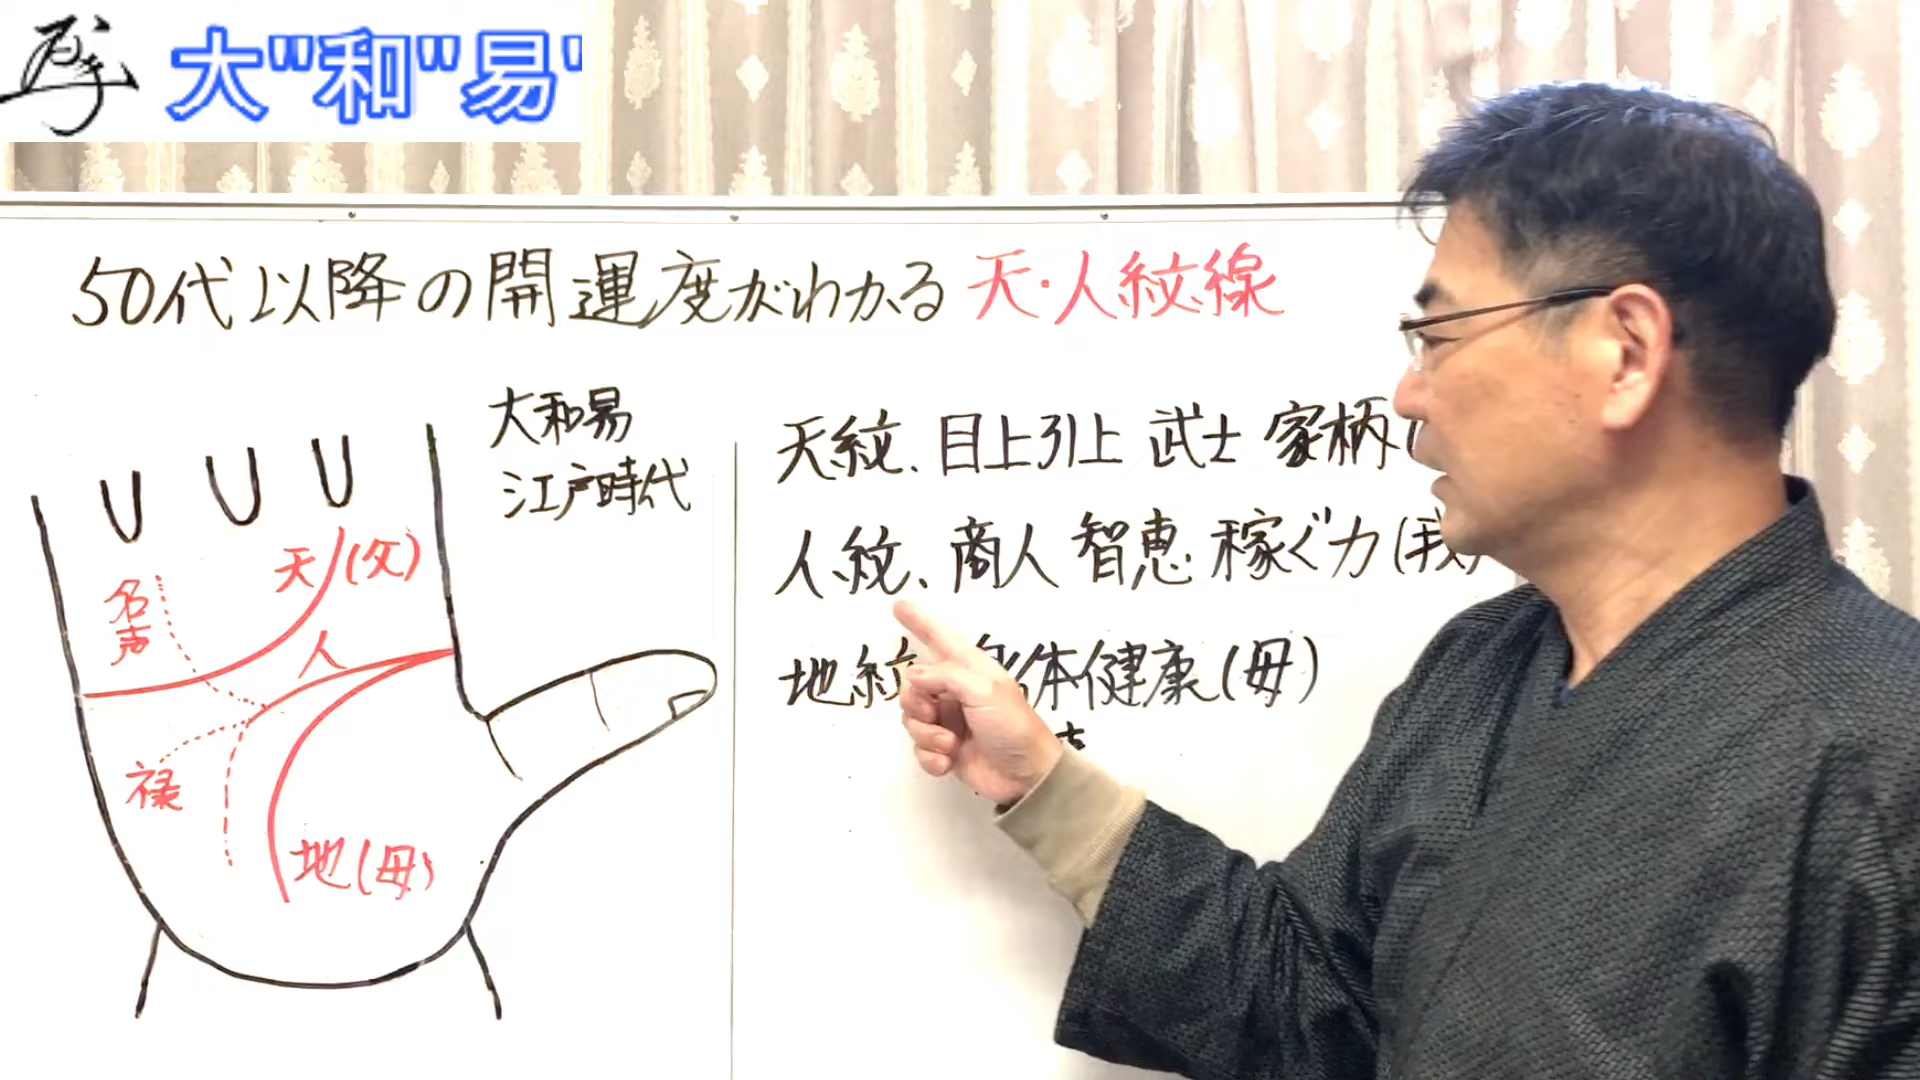 大"和"易"
50代以降の開運度がわかる 天・人紋線
大和易
江戸時代
天(父)
名声
人
禄
地(母)
天紋、目上引上 武士 家柄(
人紋、商人 智恵 稼ぐ力(我)
地紋 身体健康(母)